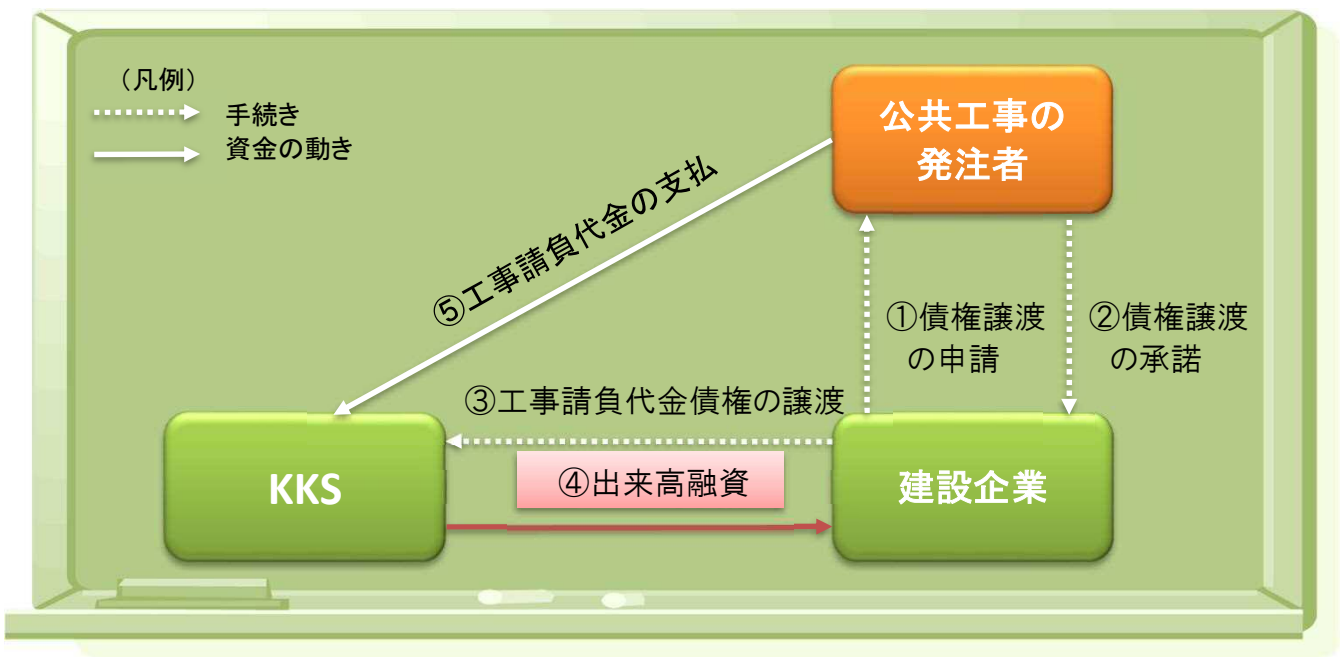 （凡例）
手続き
資金の動き
公共工事の
発注者
⑤工事請負代金の支払
①債権譲渡
の申請
②債権譲渡
の承諾
③工事請負代金債権の譲渡
KKS
④出来高融資
建設企業